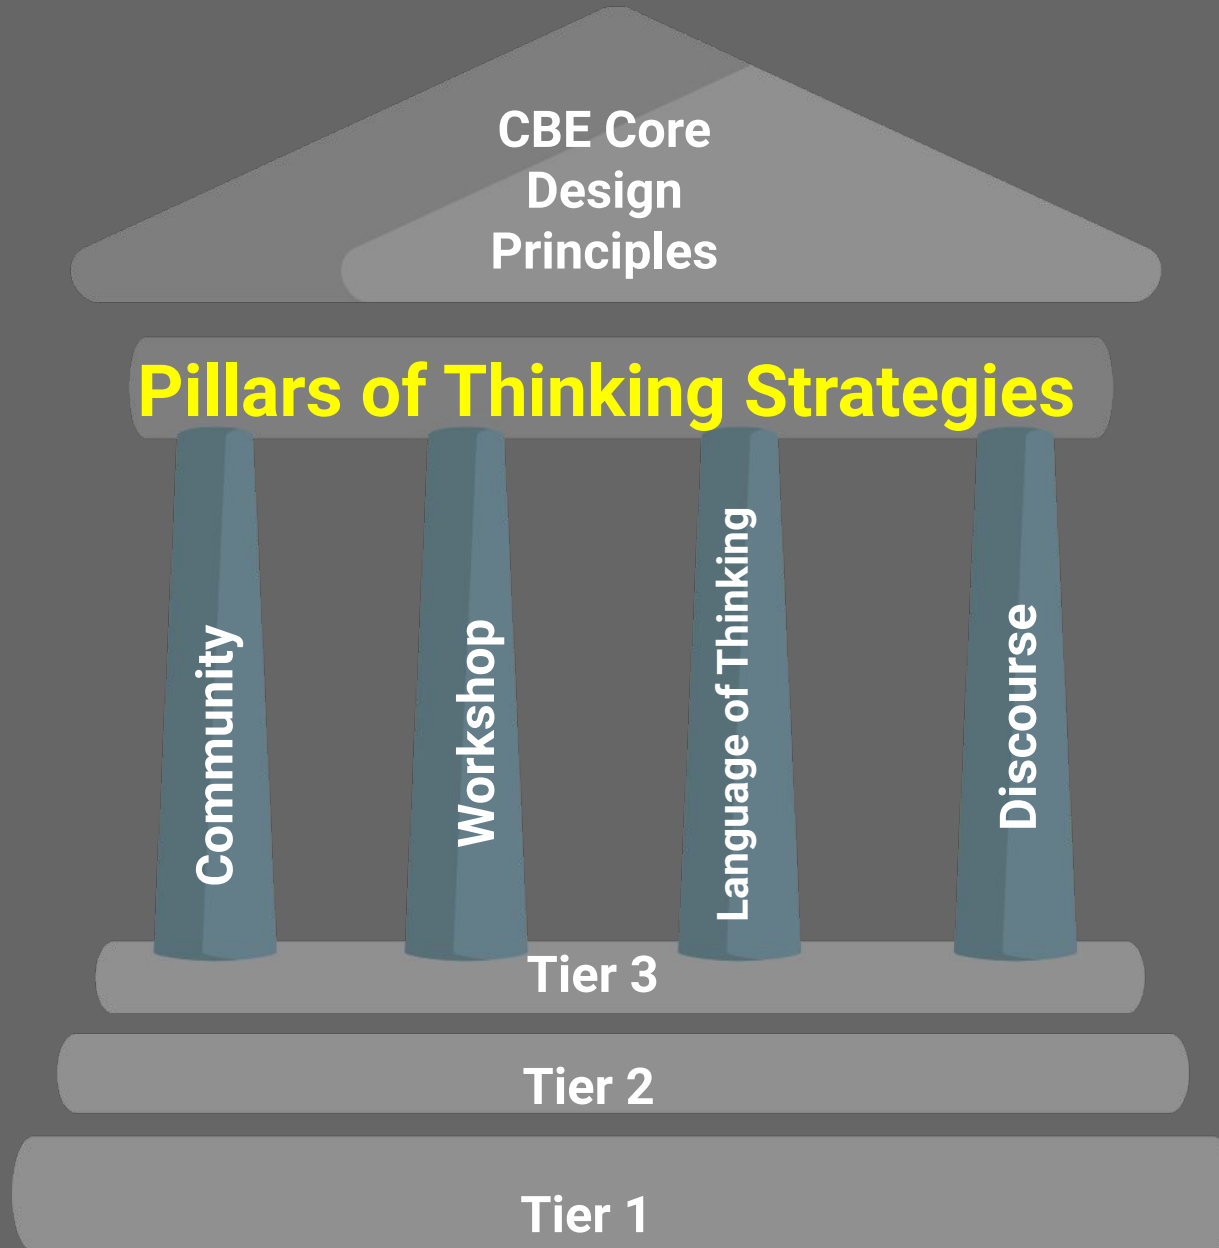 CBE Core
Design
Principles
Pillars of Thinking Strategies
Community
Workshop
Language of Thinking
Discourse
Tier 3
Tier 2
Tier 1